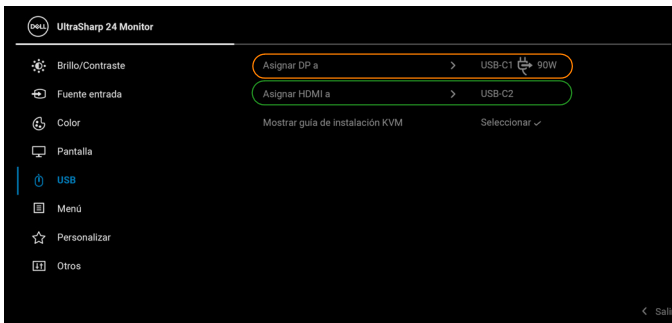 DELL UltraSharp 24 Monitor
Brillo/Contraste
Asignar DP a > USB-C1 90W
Fuente entrada
Asignar HDMI a > USB-C2
Color
Mostrar guía de instalación KVM Seleccionar ✓
Pantalla
USB
Menú
Personalizar
Otros
< Salir